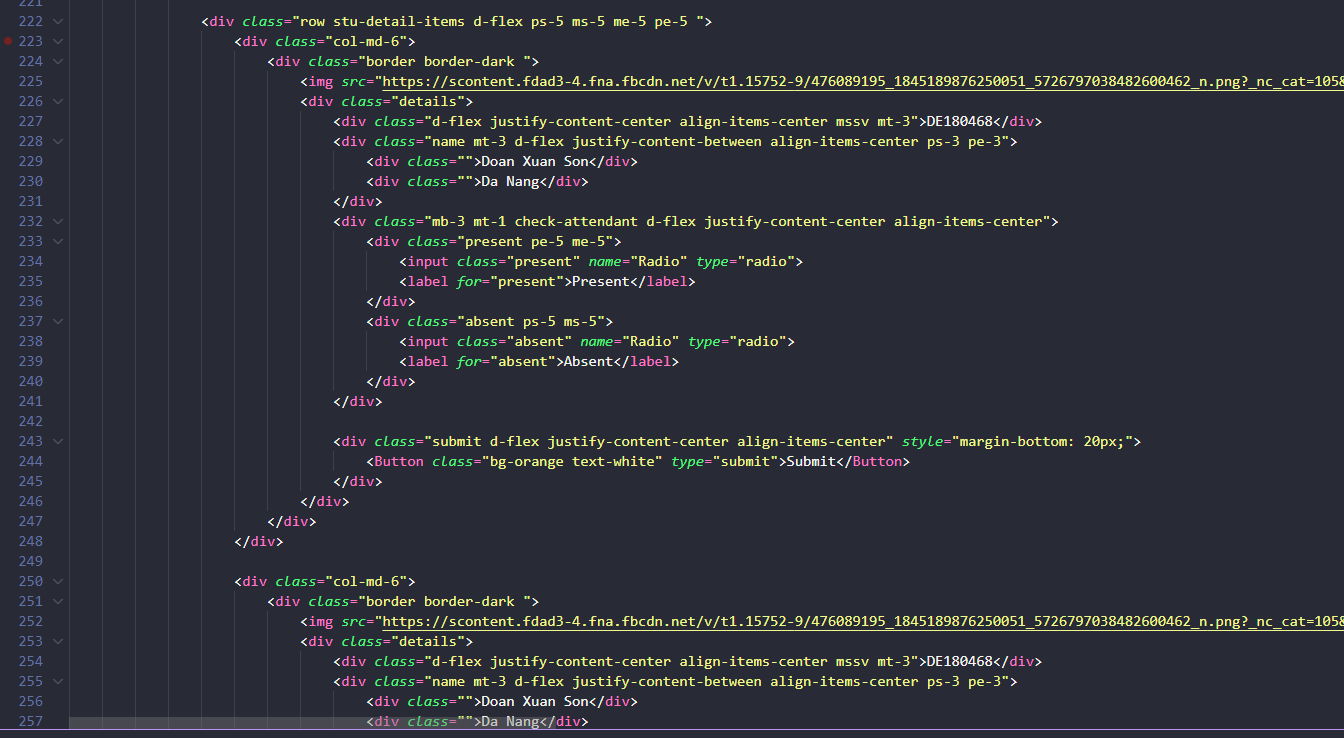 221
222 <div class="row stu-detail-items d-flex ps-5 ms-5 me-5 pe-5 ">
223 <div class="col-md-6">
224 <div class="border border-dark ">
225 <img src="https://scontent.fdad3-4.fna.fbcdn.net/v/t1.15752-9/476089195_1845189876250051_5726797038482600462_n.png?_nc_cat=105&
226 <div class="details">
227 <div class="d-flex justify-content-center align-items-center mssv mt-3">DE180468</div>
228 <div class="name mt-3 d-flex justify-content-between align-items-center ps-3 pe-3">
229 <div class="">Doan Xuan Son</div>
230 <div class="">Da Nang</div>
231 </div>
232 <div class="mb-3 mt-1 check-attendant d-flex justify-content-center align-items-center">
233 <div class="present pe-5 me-5">
234 <input class="present" name="Radio" type="radio">
235 <label for="present">Present</label>
236 </div>
237 <div class="absent ps-5 ms-5">
238 <input class="absent" name="Radio" type="radio">
239 <label for="absent">Absent</label>
240 </div>
241 </div>
242
243 <div class="submit d-flex justify-content-center align-items-center" style="margin-bottom: 20px;">
244 <Button class="bg-orange text-white" type="submit">Submit</Button>
245 </div>
246 </div>
247 </div>
248 </div>
249
250 <div class="col-md-6">
251 <div class="border border-dark ">
252 <img src="https://scontent.fdad3-4.fna.fbcdn.net/v/t1.15752-9/476089195_1845189876250051_5726797038482600462_n.png?_nc_cat=105&
253 <div class="details">
254 <div class="d-flex justify-content-center align-items-center mssv mt-3">DE180468</div>
255 <div class="name mt-3 d-flex justify-content-between align-items-center ps-3 pe-3">
256 <div class="">Doan Xuan Son</div>
257 <div class="">Da Nang</div>